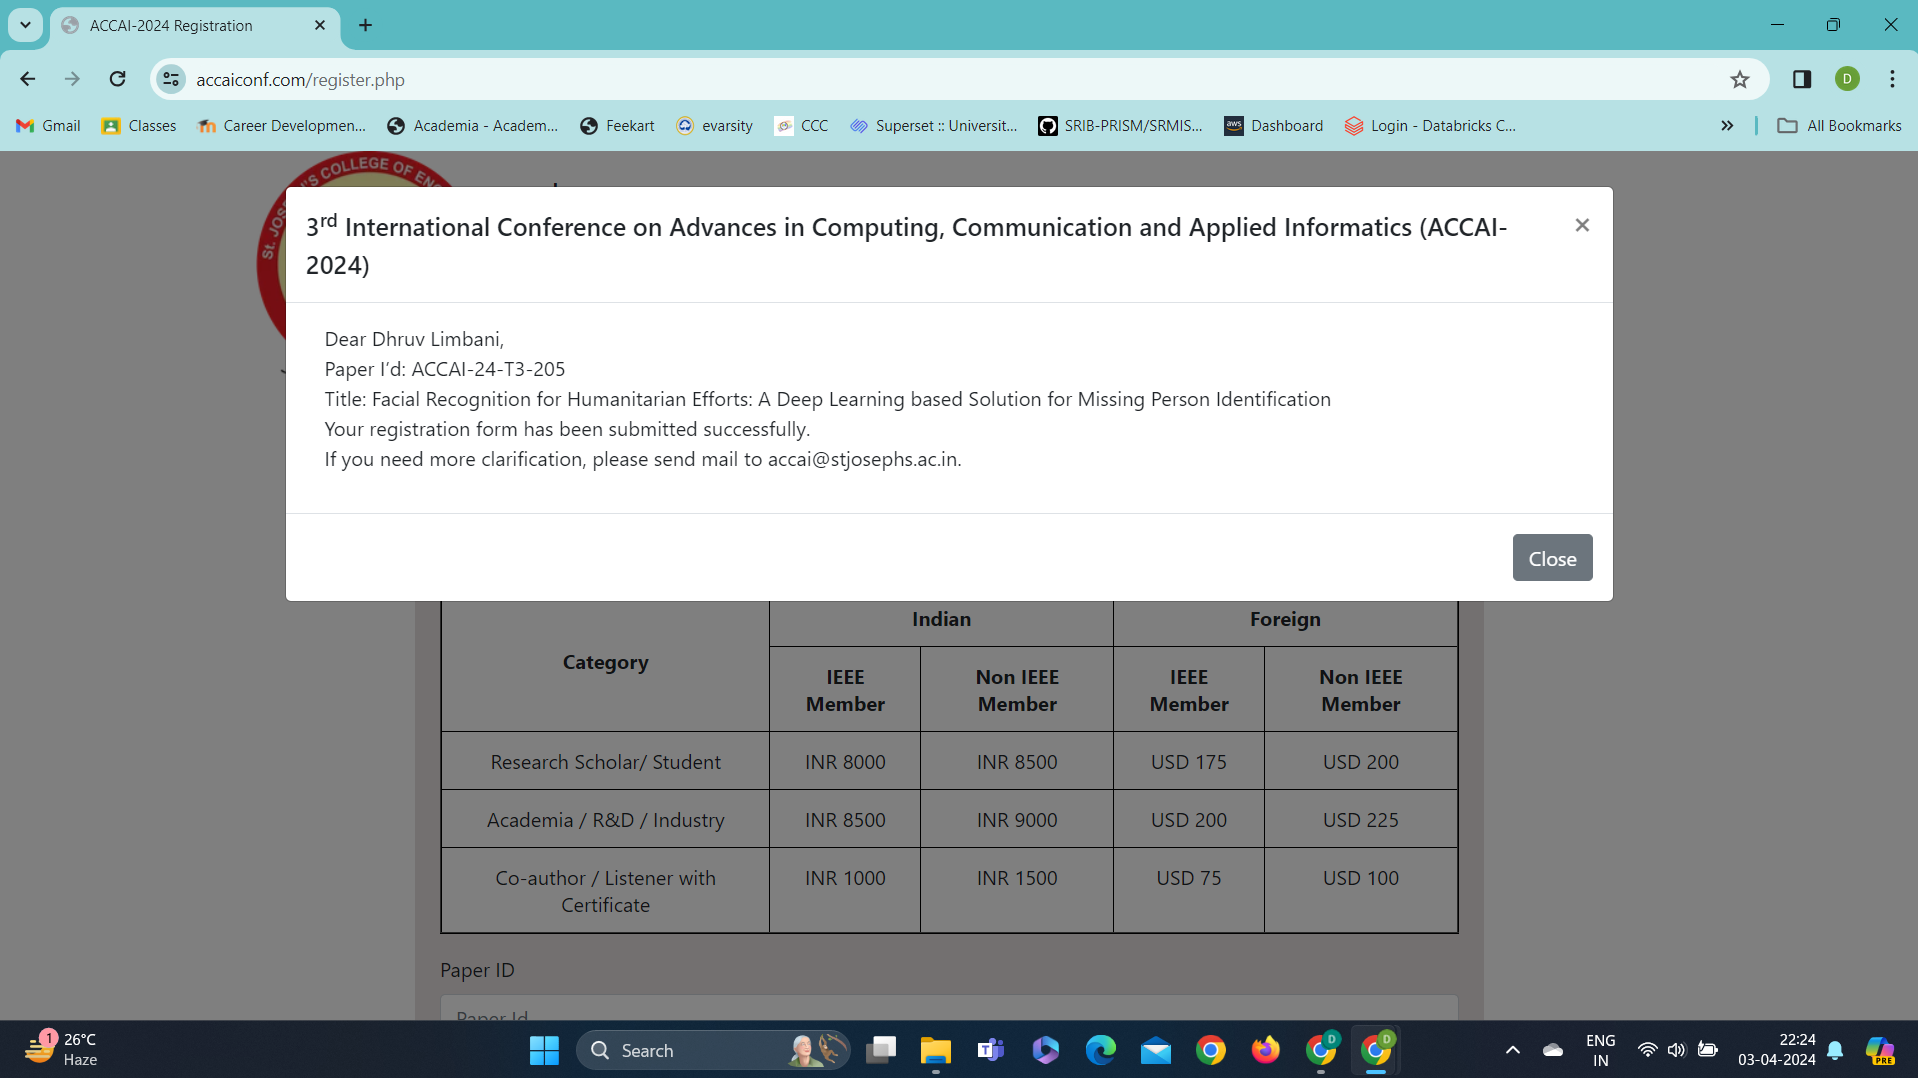 ACCAI-2024 Registration
accaiconf.com/register.php
Gmail
Classes
Career Developmen...
Academia - Academ...
Feekart
evarsity
CCC
Superset :: Universit...
SRIB-PRISM/SRMIS...
aws
Dashboard
Login - Databricks C...
All Bookmarks
D
3rd International Conference on Advances in Computing, Communication and Applied Informatics (ACCAI-
2024)
×
Dear Dhruv Limbani,
Paper I’d: ACCAI-24-T3-205
Title: Facial Recognition for Humanitarian Efforts: A Deep Learning based Solution for Missing Person Identification
Your registration form has been submitted successfully.
If you need more clarification, please send mail to accai@stjosephs.ac.in.
Close
Category
Indian
Foreign
IEEE Member
Non IEEE Member
IEEE Member
Non IEEE Member
Research Scholar/ Student INR 8000 INR 8500 USD 175 USD 200
Academia / R&D / Industry INR 8500 INR 9000 USD 200 USD 225
Co-author / Listener with Certificate INR 1000 INR 1500 USD 75 USD 100
Paper ID
Paper Id
1
26°C
Haze
Search
D
D
ENG
IN
22:24
03-04-2024
PRE